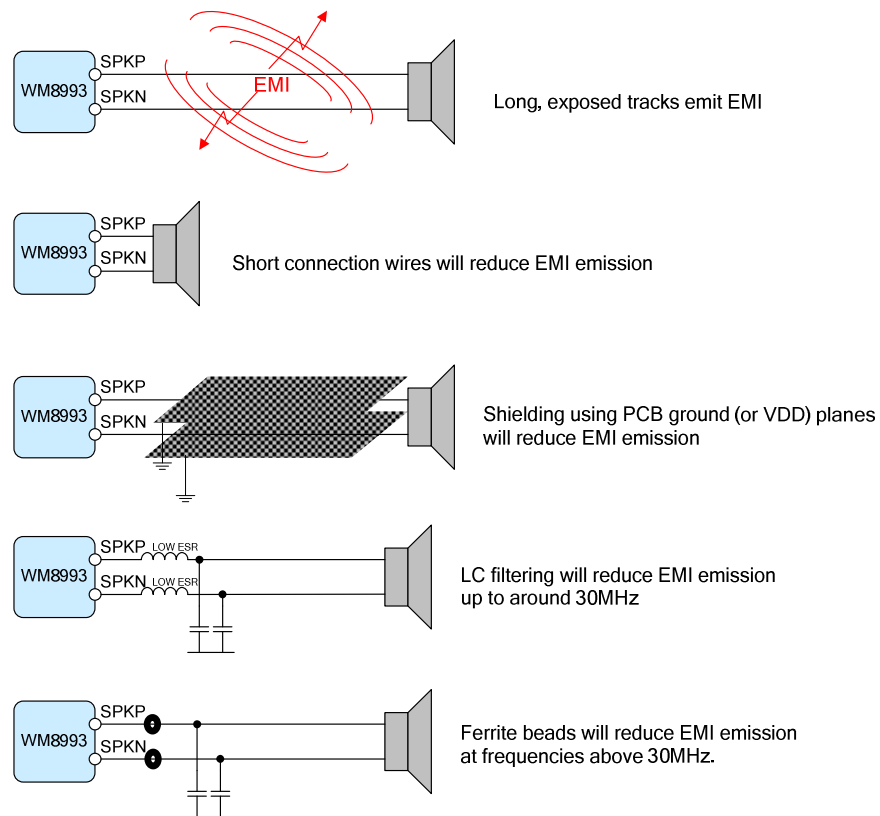 SPKP
WM8993
SPKN
EMI
Long, exposed tracks emit EMI
SPKP
WM8993
SPKN
Short connection wires will reduce EMI emission
SPKP
WM8993
SPKN
Shielding using PCB ground (or VDD) planes
will reduce EMI emission
SPKP LOW ESR
WM8993
SPKN LOW ESR
LC filtering will reduce EMI emission
up to around 30MHz
SPKP
WM8993
SPKN
Ferrite beads will reduce EMI emission
at frequencies above 30MHz.